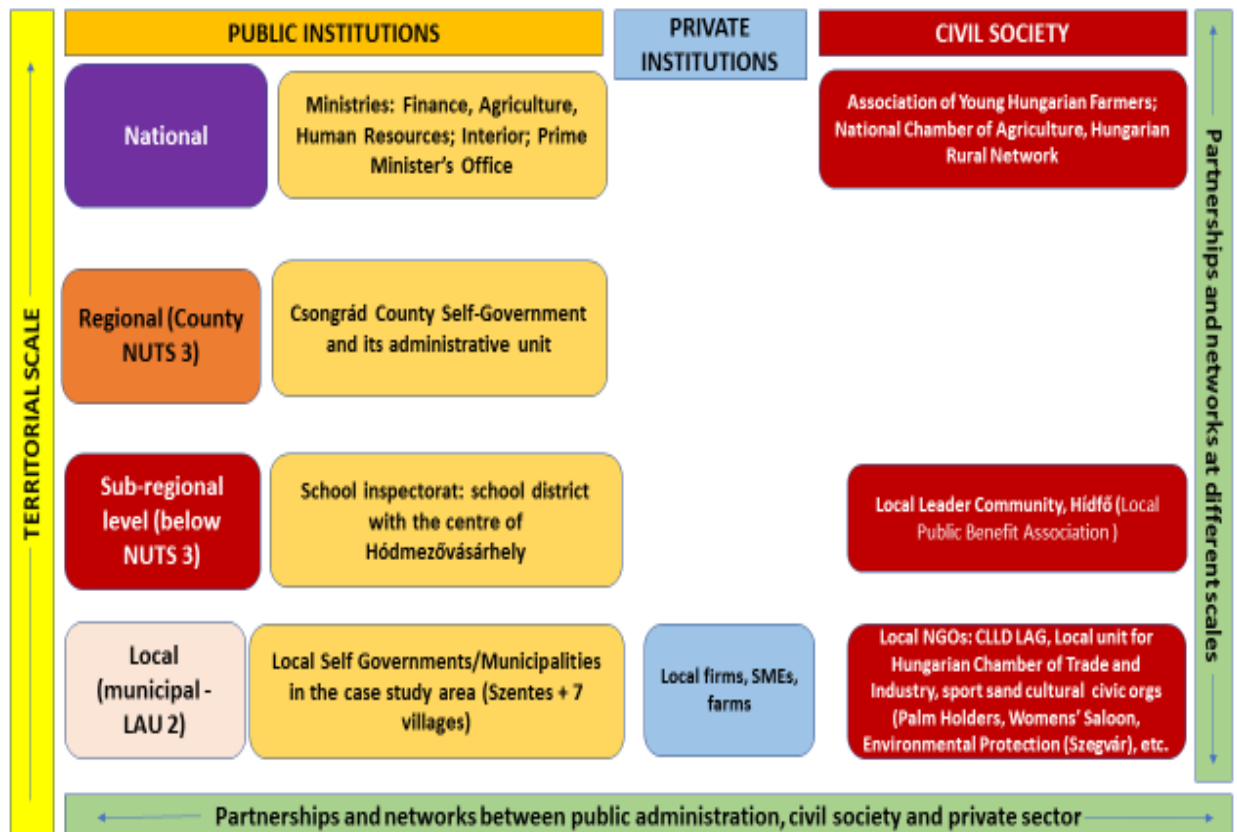 PUBLIC INSTITUTIONS
PRIVATE
INSTITUTIONS
CIVIL SOCIETY
TERRITORIAL SCALE
National
Ministries: Finance, Agriculture,
Human Resources; Interior; Prime
Minister's Office
Association of Young Hungarian Farmers;
National Chamber of Agriculture, Hungarian
Rural Network
Regional (County
NUTS 3)
Csongrád County Self-Government
and its administrative unit
Sub-regional
level (below
NUTS 3)
School inspectorat: school district
with the centre of
Hódmezővásárhely
Local Leader Community, Hídfő (Local
Public Benefit Association )
Local
(municipal -
LAU 2)
Local Self Governments/Municipalities
in the case study area (Szentes + 7
villages)
Local firms, SMEs,
farms
Local NGOs: CLLD LAG, Local unit for
Hungarian Chamber of Trade and
Industry, sport sand cultural civic orgs
(Palm Holders, Womens' Saloon,
Environmental Protection (Szegvár), etc.
Partnerships and networks at different scales
Partnerships and networks between public administration, civil society and private sector